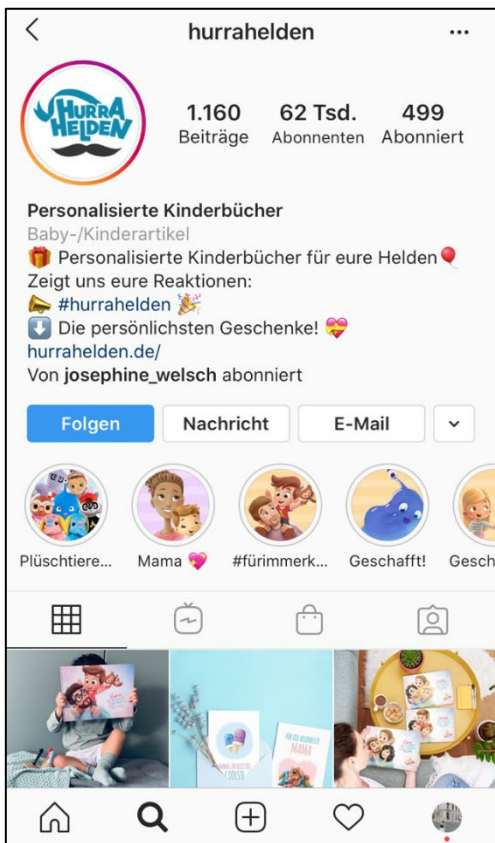 hurrahelden
HURRA
HELDEN
1.160 62 Tsd. 499
Beiträge Abonnenten Abonniert
Personalisierte Kinderbücher
Baby-/Kinderartikel
🎁 Personalisierte Kinderbücher für eure Helden🎈
Zeigt uns eure Reaktionen:
📣 #hurrahelden 🎉
⬇️ Die persönlichsten Geschenke! 💝
hurrahelden.de/
Von josephine_welsch abonniert
Folgen Nachricht E-Mail
Plüschtiere... Mama 💖 #fürimmerk... Geschafft! Gesch
MAMA